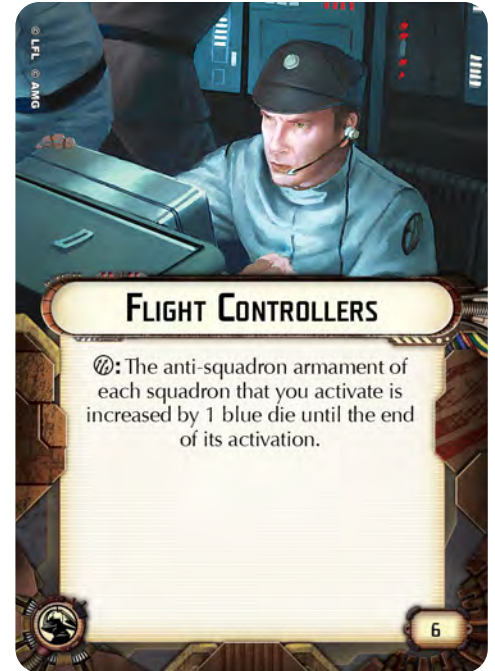 © LFL © AMG
FLIGHT CONTROLLERS
: The anti-squadron armament of
each squadron that you activate is
increased by 1 blue die until the end
of its activation.
6